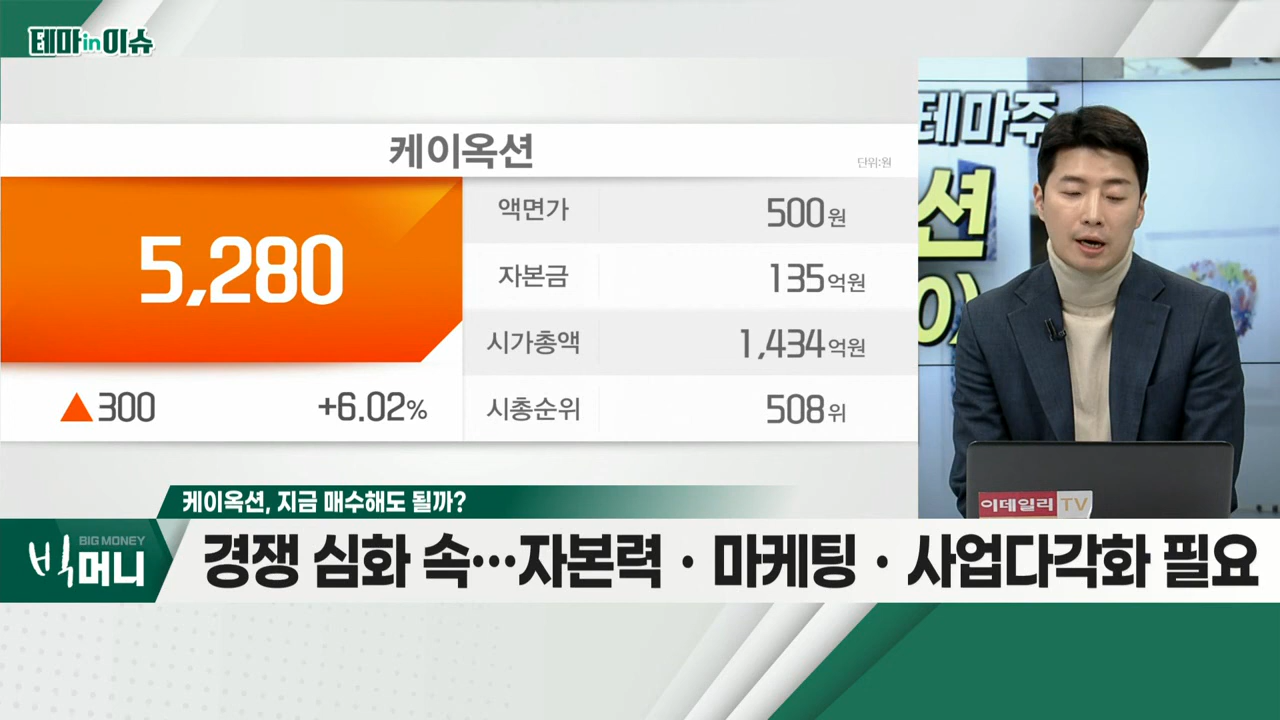 테마in이슈
케이옥션
단위:원
5,280
▲300 +6.02%
액면가 500원
자본금 135억원
시가총액 1,434억원
시총순위 508위
테마주
션
이데일리TV
케이옥션, 지금 매수해도 될까?
BIG MONEY
빅머니
경쟁 심화 속…자본력·마케팅·사업다각화 필요